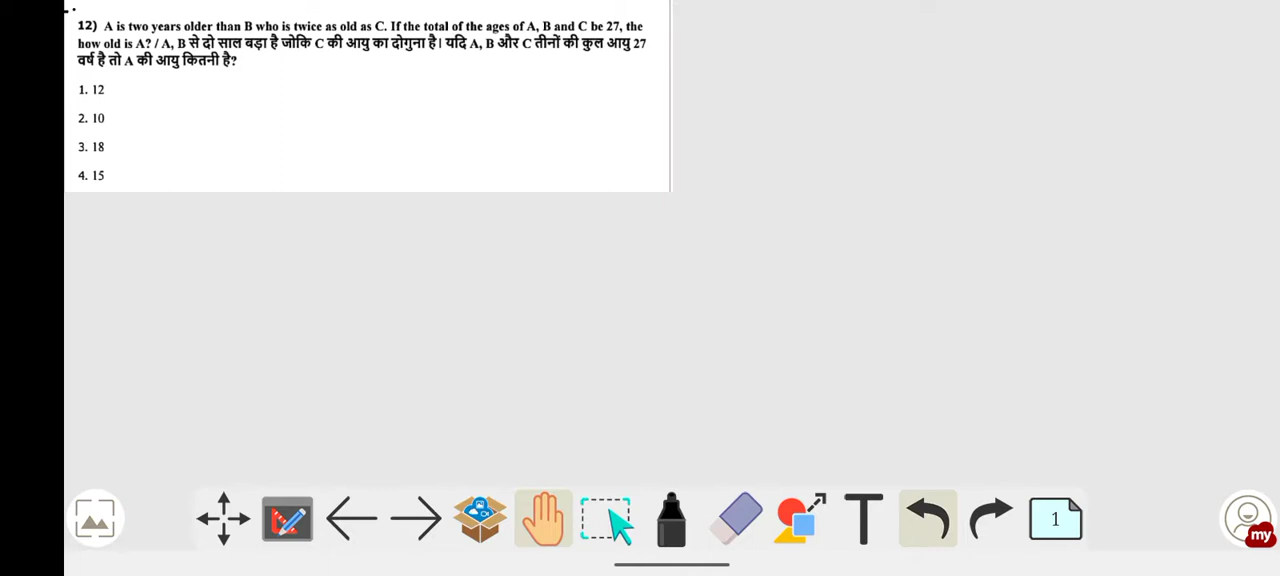 12) A is two years older than B who is twice as old as C. If the total of the ages of A, B and C be 27, the
how old is A? / A, B से दो साल बड़ा है जोकि C की आयु का दोगुना है। यदि A, B और C तीनों की कुल आयु 27
वर्ष है तो A की आयु कितनी है?
1. 12
2. 10
3. 18
4. 15
T
1
my